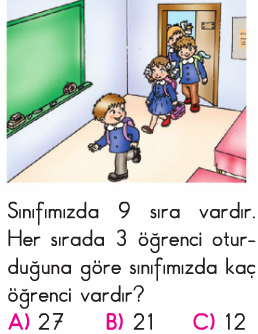 Sınıfımızda 9 sıra vardır.
Her sırada 3 öğrenci otur-
duğuna göre sınıfımızda kaç
öğrenci vardır?
A) 27 B) 21 C) 12